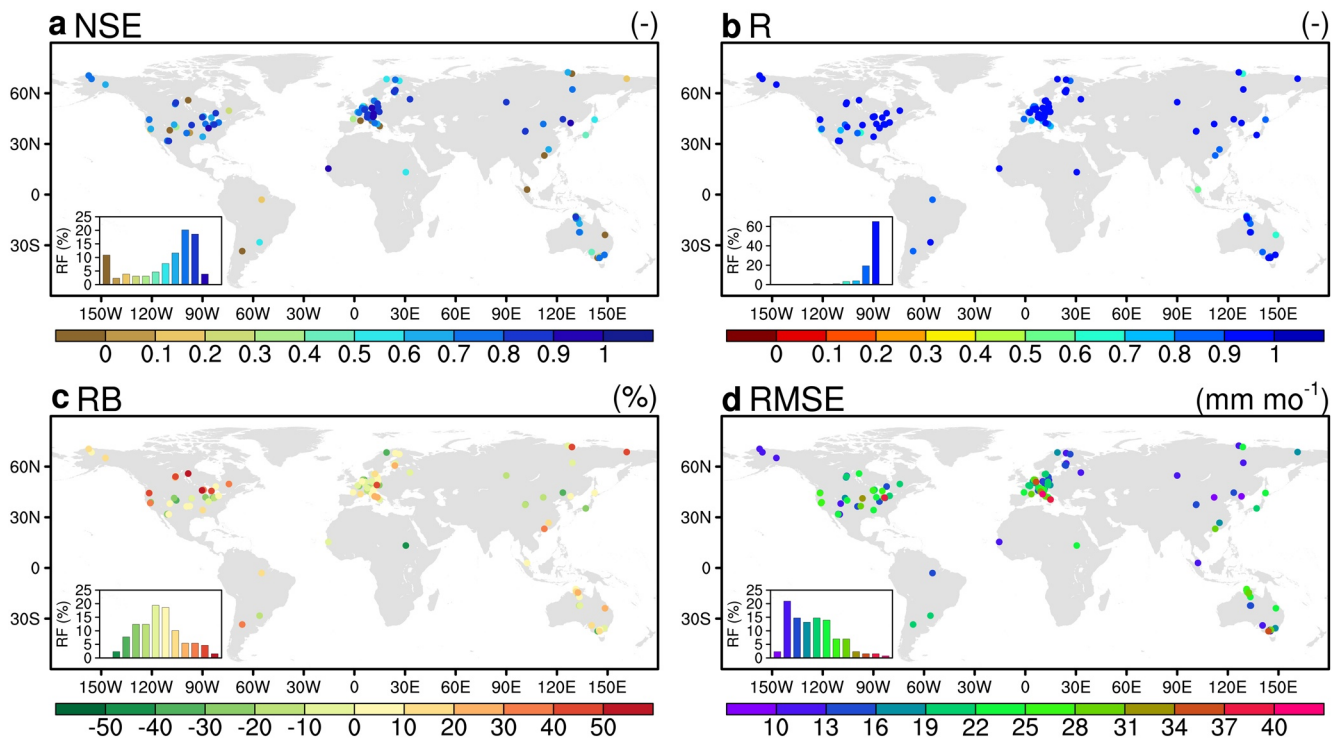 a NSE (-)
60N
30N
0
30S
RF (%)
25
20
15
10
5
0
150W 120W 90W 60W 30W 0 30E 60E 90E 120E 150E
0 0.1 0.2 0.3 0.4 0.5 0.6 0.7 0.8 0.9 1
b R (-)
60N
30N
0
30S
RF (%)
60
40
20
0
150W 120W 90W 60W 30W 0 30E 60E 90E 120E 150E
0 0.1 0.2 0.3 0.4 0.5 0.6 0.7 0.8 0.9 1
c RB (%)
60N
30N
0
30S
RF (%)
25
20
15
10
5
0
150W 120W 90W 60W 30W 0 30E 60E 90E 120E 150E
-50 -40 -30 -20 -10 0 10 20 30 40 50
d RMSE (mm mo⁻¹)
60N
30N
0
30S
RF (%)
25
20
15
10
5
0
150W 120W 90W 60W 30W 0 30E 60E 90E 120E 150E
10 13 16 19 22 25 28 31 34 37 40